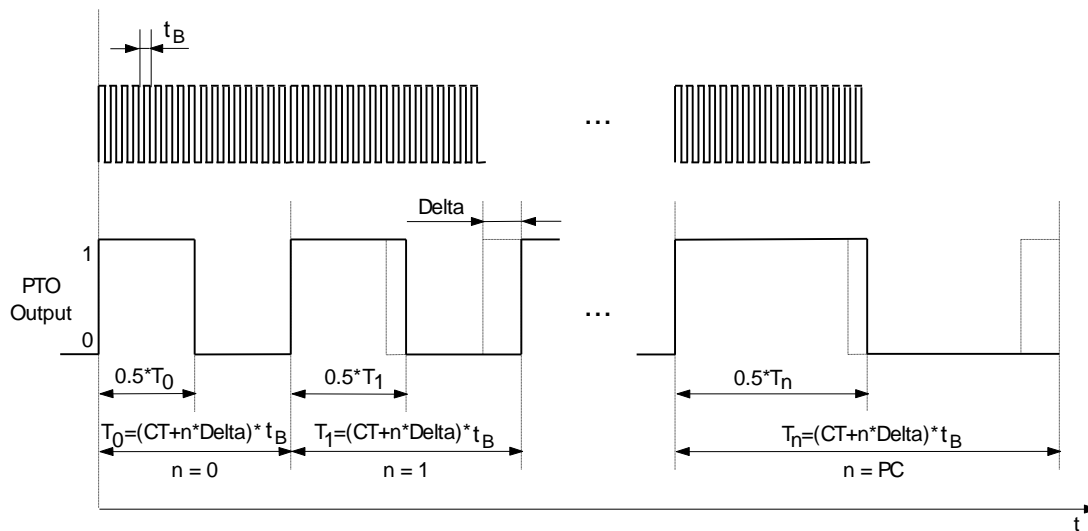 tB
...
Delta
1
PTO
Output
0
...
0.5*T0
0.5*T1
0.5*Tn
T0=(CT+n*Delta)*tB
T1=(CT+n*Delta)*tB
Tn=(CT+n*Delta)*tB
n = 0
n = 1
n = PC
t